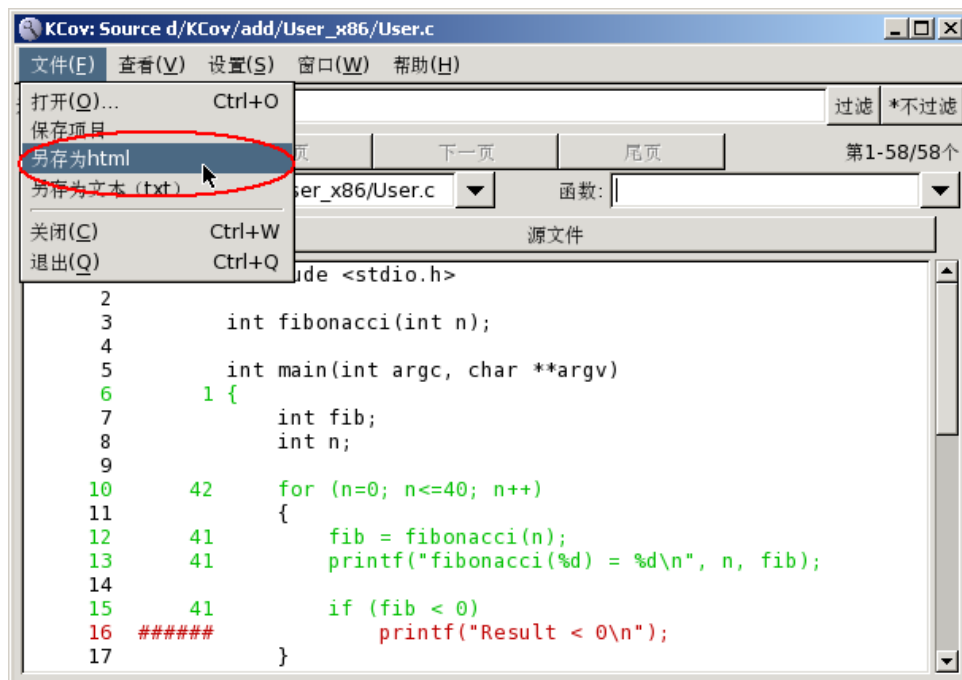 KCov: Source d/KCov/add/User_x86/User.c
文件(F) 查看(V) 设置(S) 窗口(W) 帮助(H)
打开(O)... Ctrl+O
保存项目
另存为html
另存为文本（txt）
关闭(C) Ctrl+W
退出(Q) Ctrl+Q
过滤 *不过滤
页 下一页 尾页 第1-58/58个
ser_x86/User.c 函数:
源文件
ude <stdio.h>
2
3 int fibonacci(int n);
4
5 int main(int argc, char **argv)
6 1 {
7 int fib;
8 int n;
9
10 42 for (n=0; n<=40; n++)
11 {
12 41 fib = fibonacci(n);
13 41 printf("fibonacci(%d) = %d\n", n, fib);
14
15 41 if (fib < 0)
16 ###### printf("Result < 0\n");
17 }